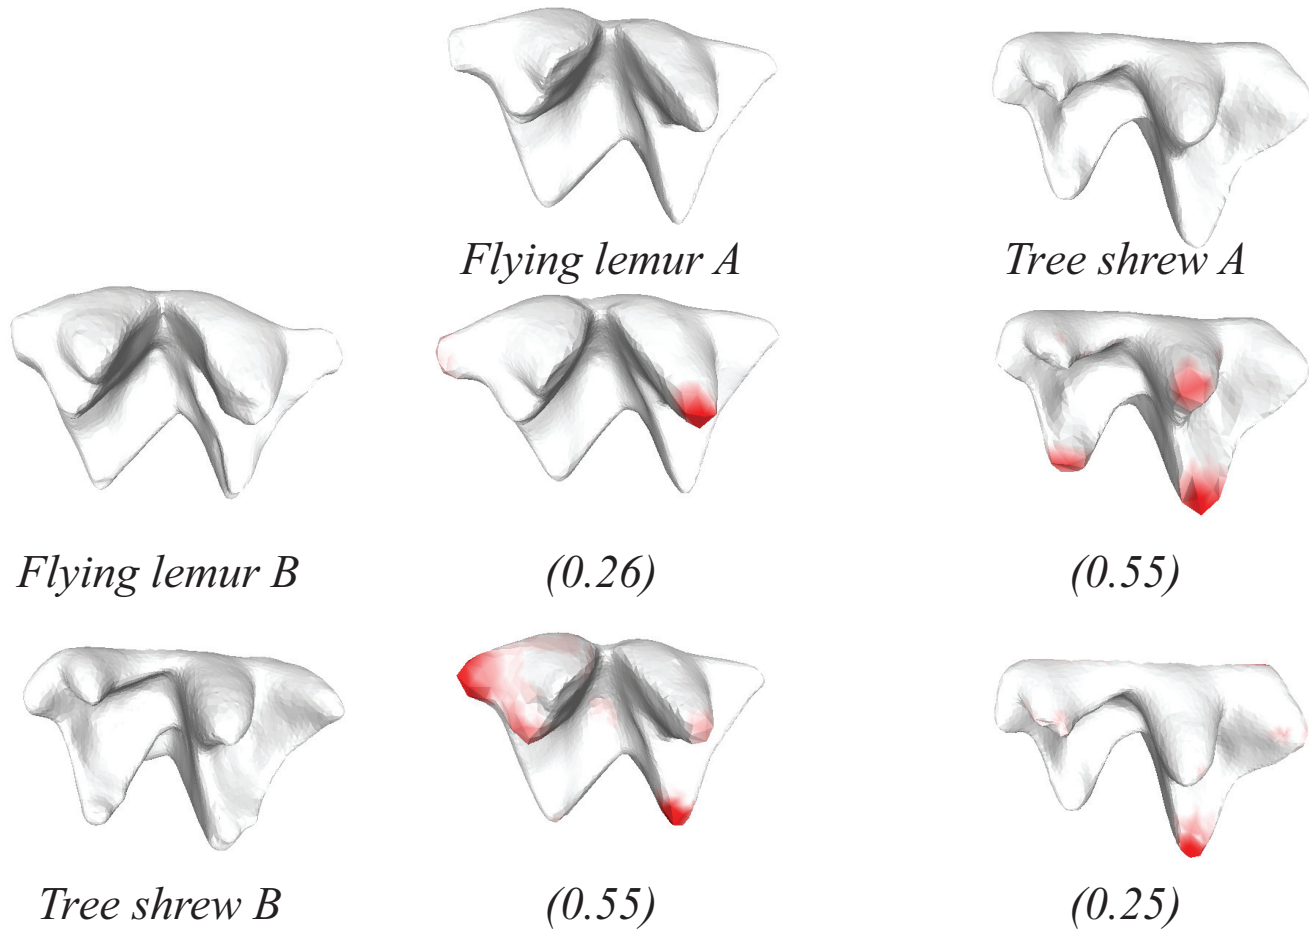 Flying lemur A
Tree shrew A
Flying lemur B
(0.26)
(0.55)
Tree shrew B
(0.55)
(0.25)